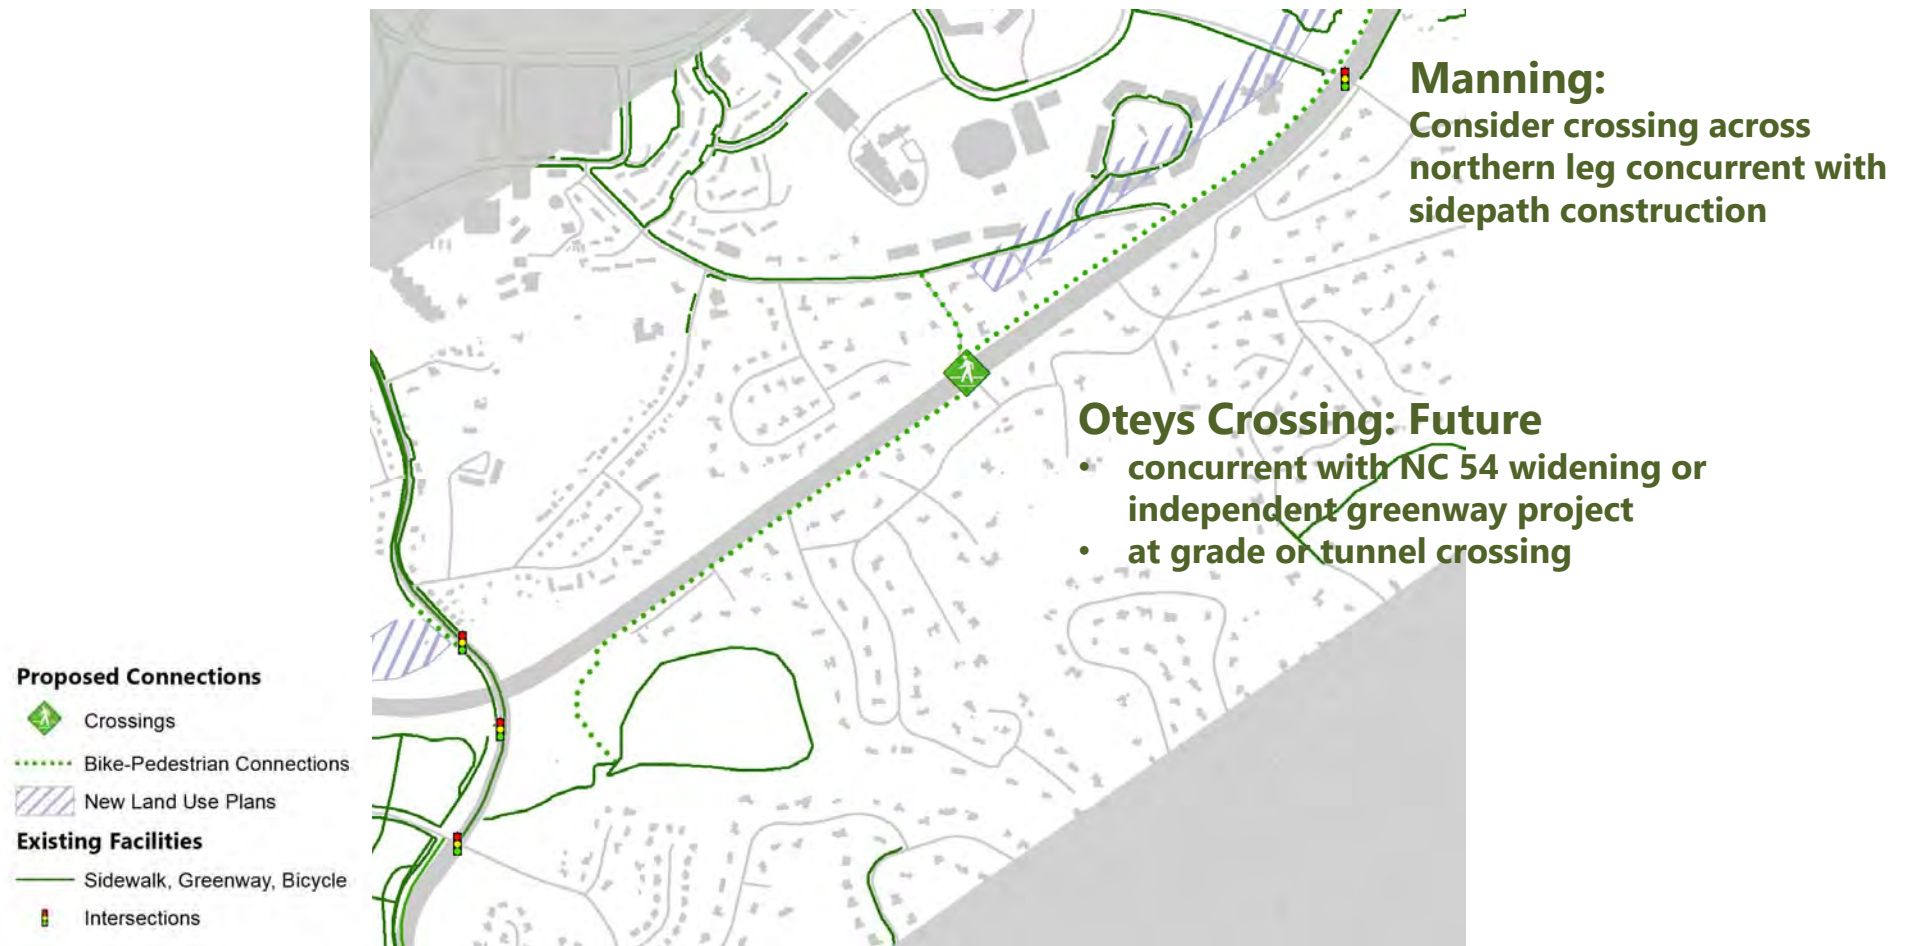 Manning:
Consider crossing across
northern leg concurrent with
sidepath construction
Oteys Crossing: Future
• concurrent with NC 54 widening or
independent greenway project
• at grade or tunnel crossing
Proposed Connections
Crossings
Bike-Pedestrian Connections
New Land Use Plans
Existing Facilities
Sidewalk, Greenway, Bicycle
Intersections